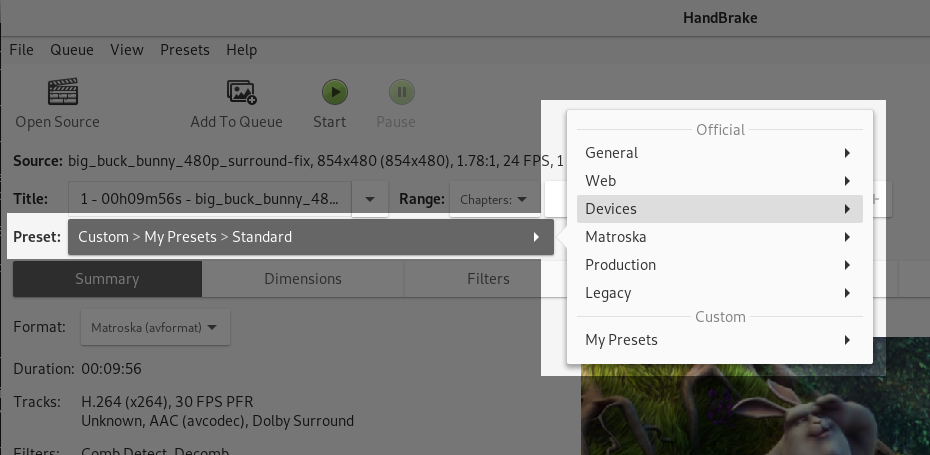 HandBrake
File Queue View Presets Help
Open Source Add To Queue Start Pause
Source: big_buck_bunny_480p_surround-fix, 854x480 (854x480), 1.78:1, 24 FPS, 1
Title: 1 - 00h09m56s - big_buck_bunny_48... Range: Chapters:
Preset: Custom > My Presets > Standard
Summary Dimensions Filters
Format: Matroska (avformat)
Duration: 00:09:56
Tracks: H.264 (x264), 30 FPS PFR
Unknown, AAC (avcodec), Dolby Surround
Filters: Comb Detect, Decomb
Official
General
Web
Devices
Matroska
Production
Legacy
Custom
My Presets